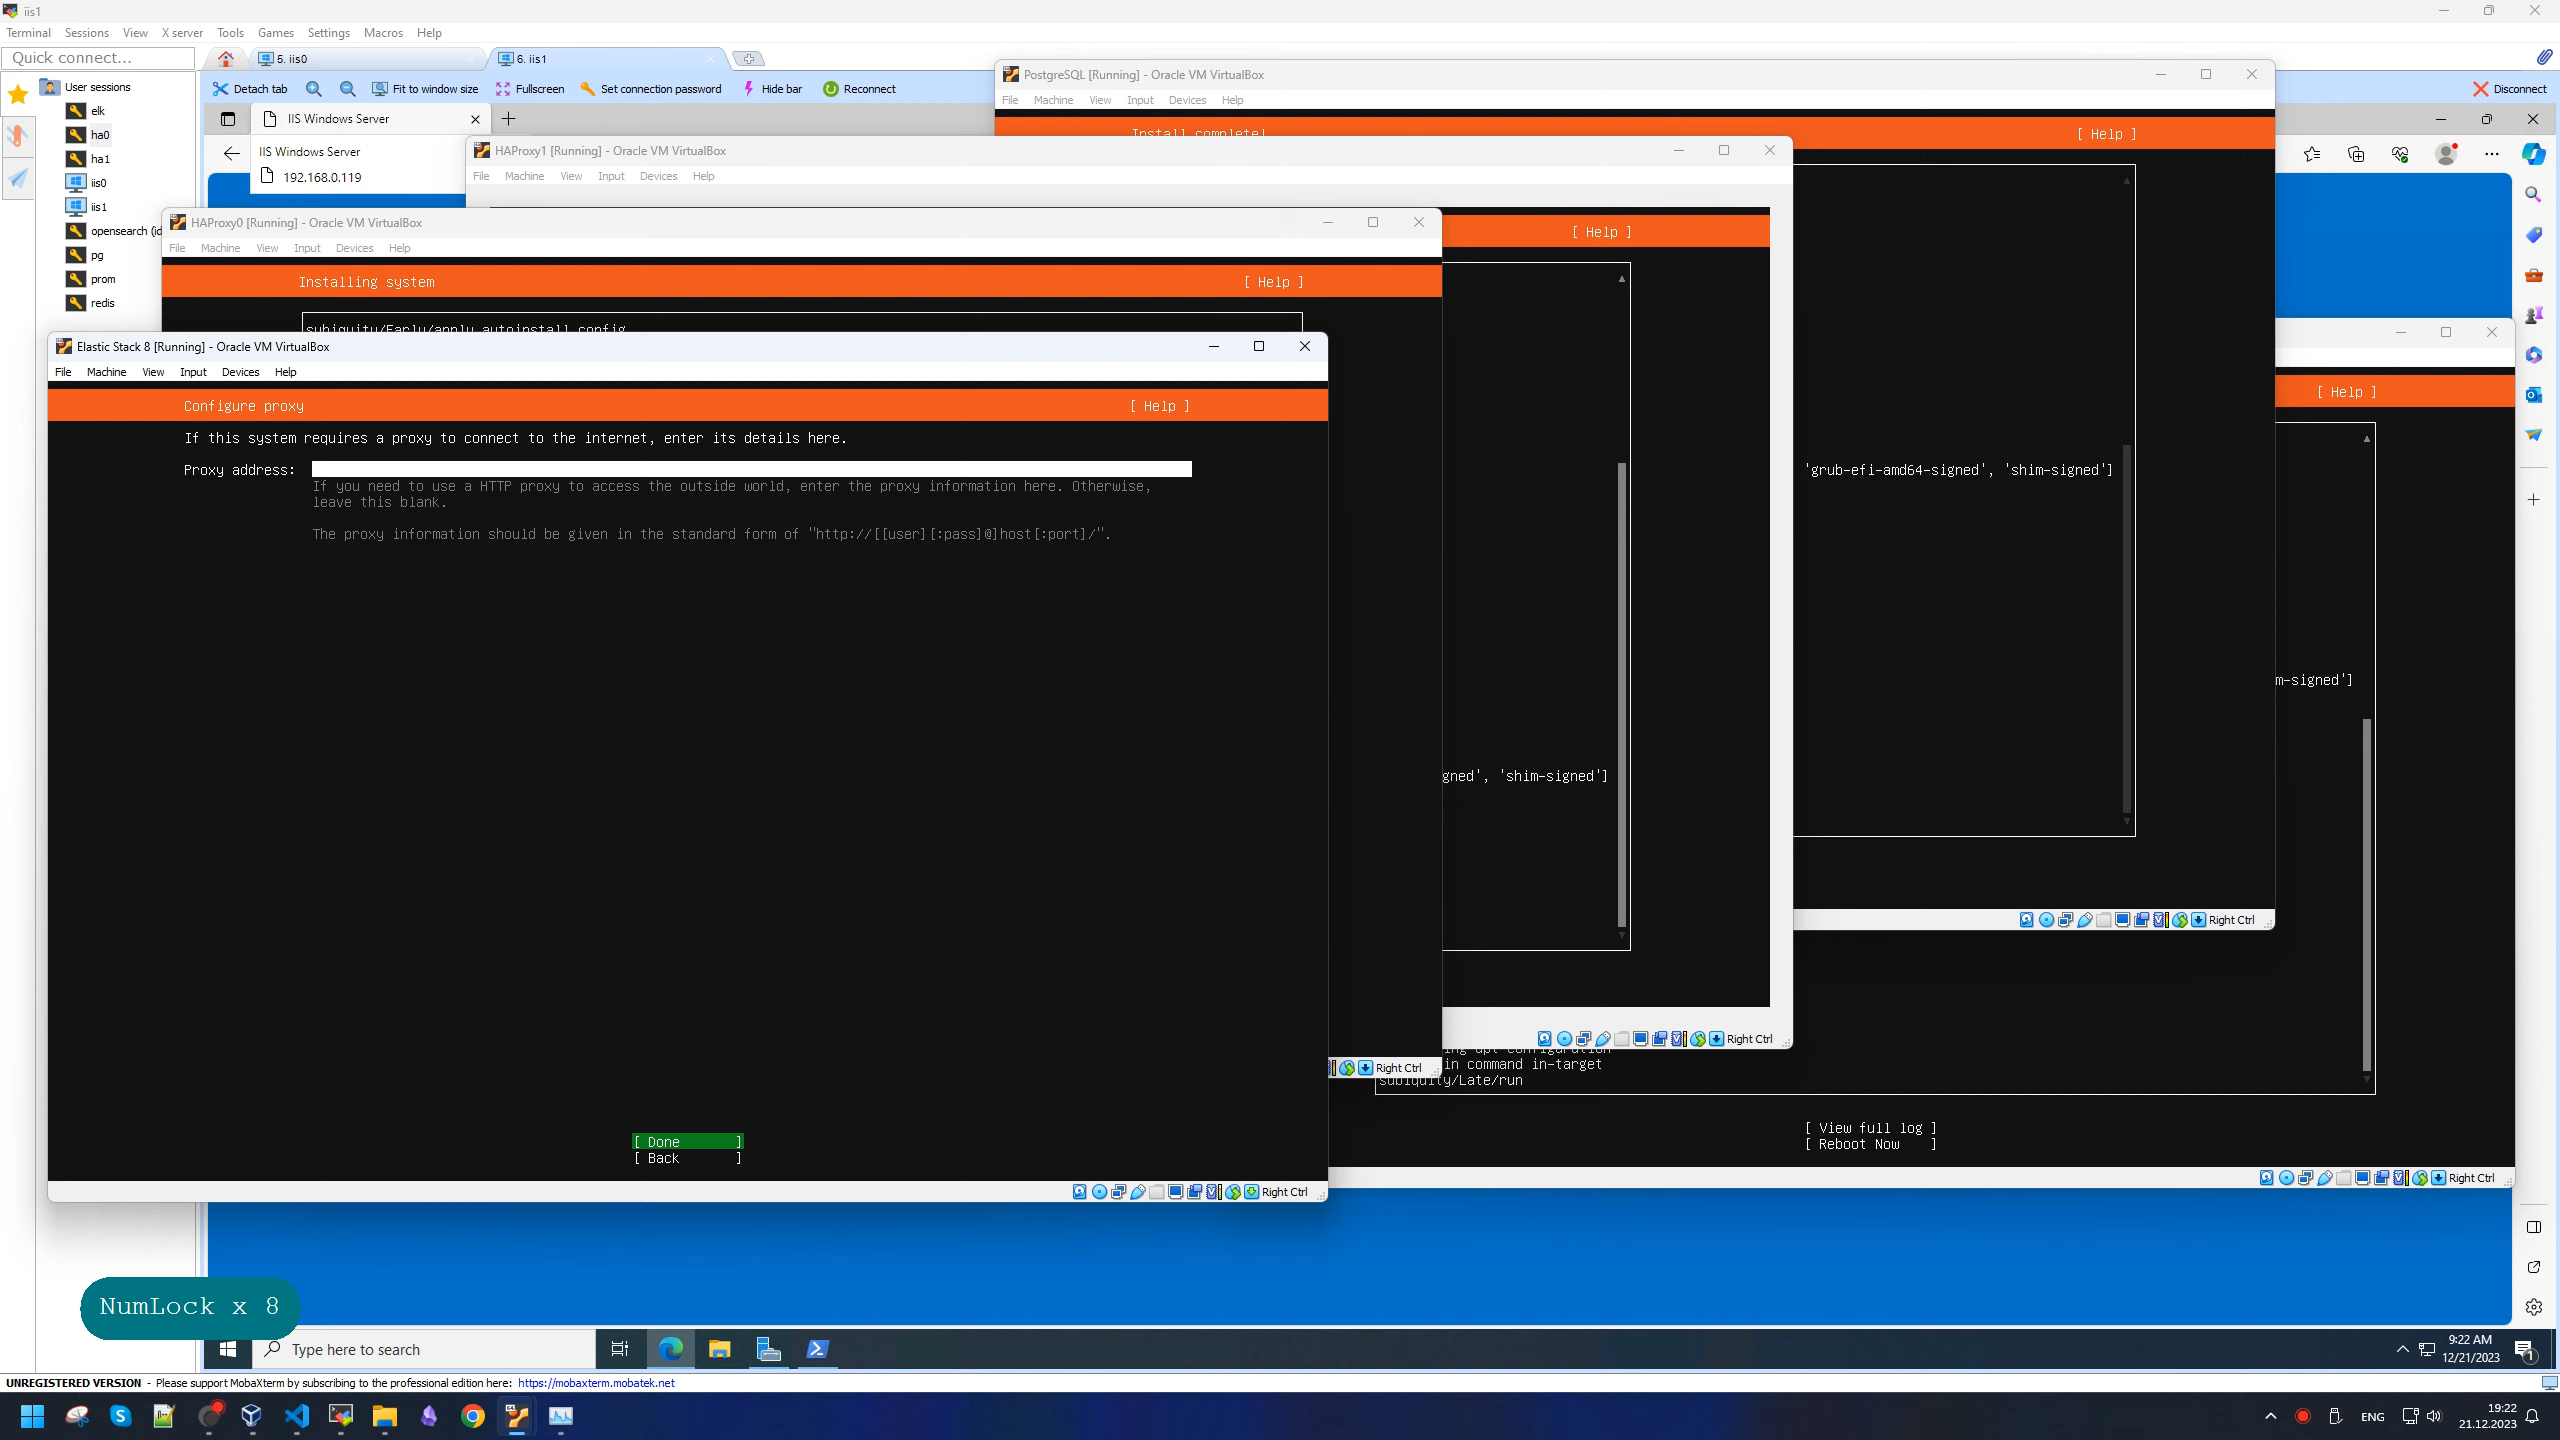 iis1
Terminal Sessions View X server Tools Games Settings Macros Help
Quick connect...
5. iis0
6. iis1
User sessions
elk
ha0
ha1
iis0
iis1
opensearch (id
pg
prom
redis
Detach tab Fit to window size Fullscreen Set connection password Hide bar Reconnect
Disconnect
IIS Windows Server
IIS Windows Server
192.168.0.119
PostgreSQL [Running] - Oracle VM VirtualBox
File Machine View Input Devices Help
Install complete!
[ Help ]
'grub-efi-amd64-signed', 'shim-signed']
Right Ctrl
HAProxy1 [Running] - Oracle VM VirtualBox
File Machine View Input Devices Help
[ Help ]
gned', 'shim-signed']
Right Ctrl
HAProxy0 [Running] - Oracle VM VirtualBox
File Machine View Input Devices Help
Installing system
[ Help ]
subiquity/Early/apply_autoinstall_config
Right Ctrl
Elastic Stack 8 [Running] - Oracle VM VirtualBox
File Machine View Input Devices Help
Configure proxy
[ Help ]
If this system requires a proxy to connect to the internet, enter its details here.
Proxy address:
If you need to use a HTTP proxy to access the outside world, enter the proxy information here. Otherwise,
leave this blank.
The proxy information should be given in the standard form of "http://[[user][:pass]@]host[:port]/".
[ Done ]
[ Back ]
Right Ctrl
[ Help ]
m-signed']
in command in-target
subiquity/Late/run
[ View full log ]
[ Reboot Now ]
Right Ctrl
NumLock x 8
Type here to search
9:22 AM
12/21/2023
1
UNREGISTERED VERSION - Please support MobaXterm by subscribing to the professional edition here: https://mobaxterm.mobatek.net
ENG
19:22
21.12.2023